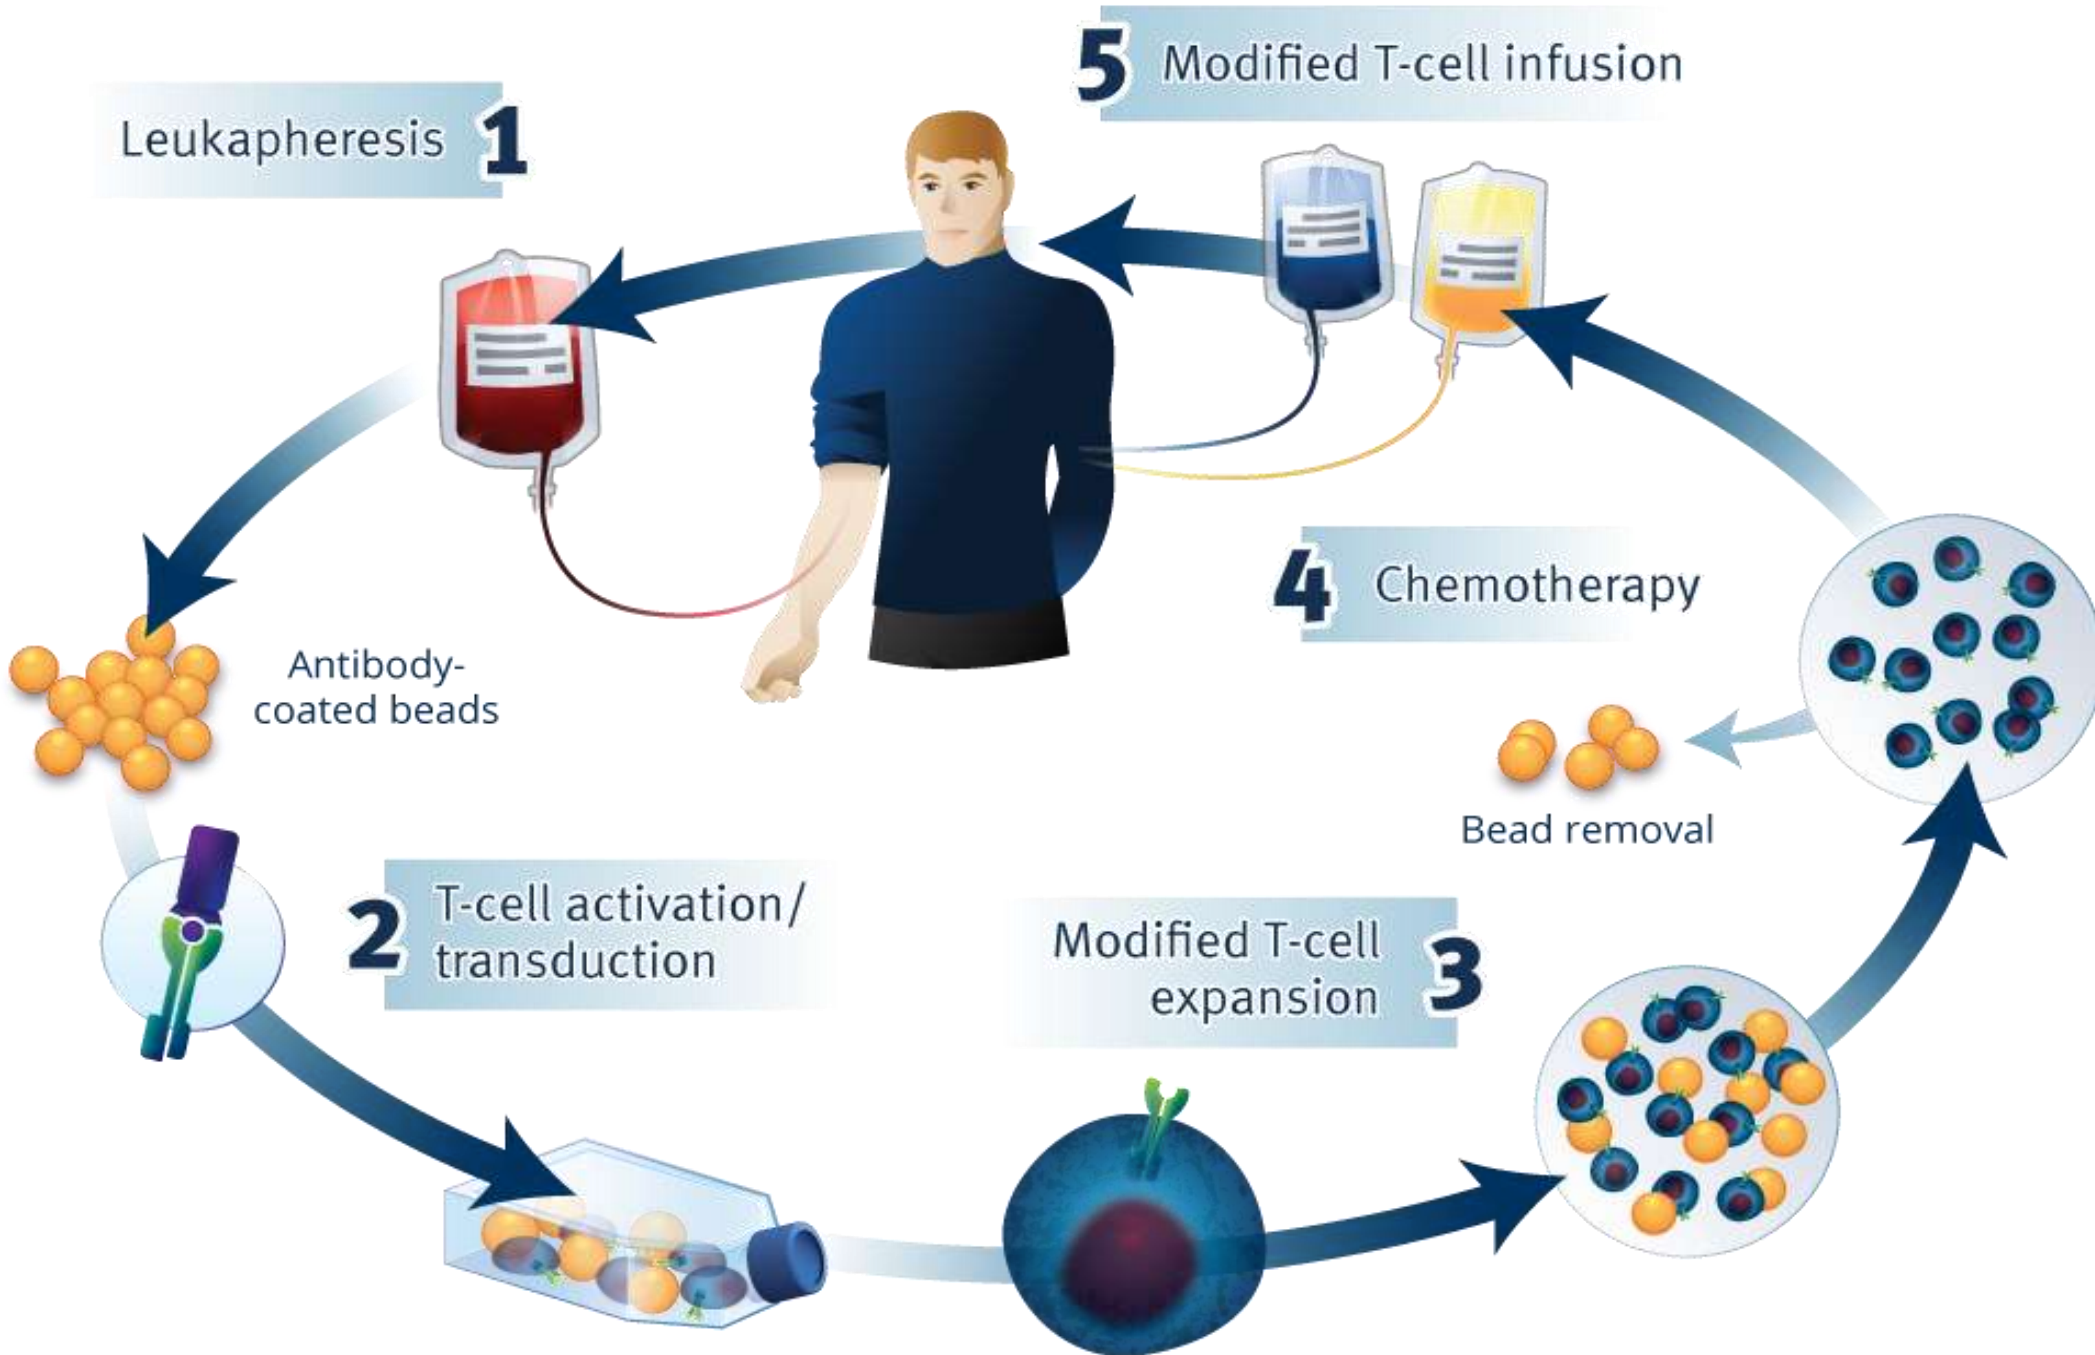 Leukapheresis 1
Antibody-
coated beads
2 T-cell activation/
transduction
Modified T-cell
expansion 3
Bead removal
4 Chemotherapy
5 Modified T-cell infusion